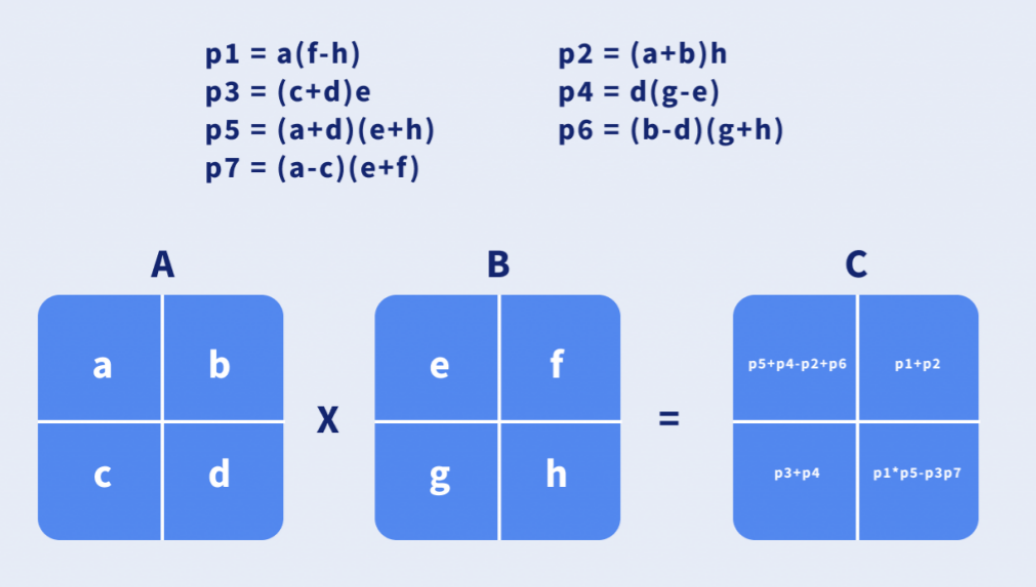 p1 = a(f-h)
p2 = (a+b)h
p3 = (c+d)e
p4 = d(g-e)
p5 = (a+d)(e+h)
p6 = (b-d)(g+h)
p7 = (a-c)(e+f)
A
B
C
a
b
c
d
X
e
f
g
h
=
p5+p4-p2+p6
p1+p2
p3+p4
p1*p5-p3p7